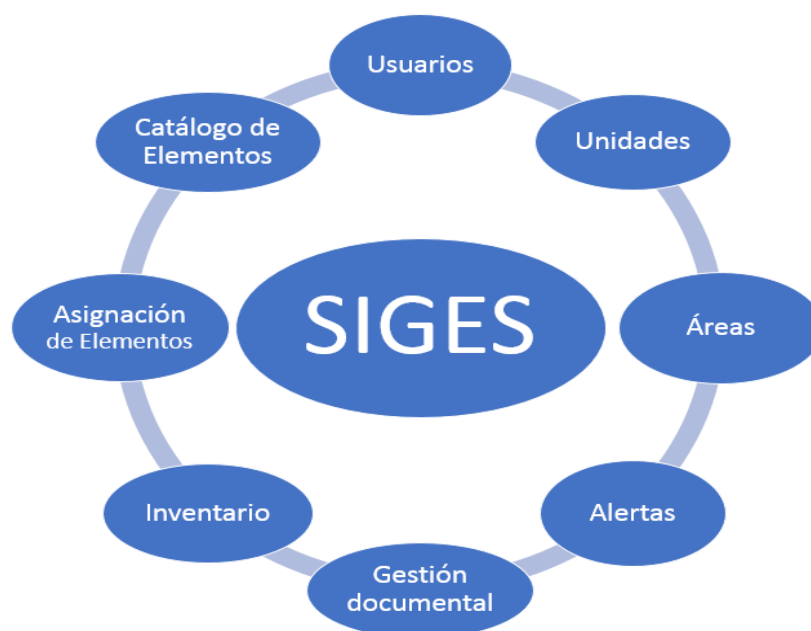 Usuarios
Unidades
Áreas
Alertas
Gestión
documental
Inventario
Asignación
de Elementos
Catálogo de
Elementos
SIGES